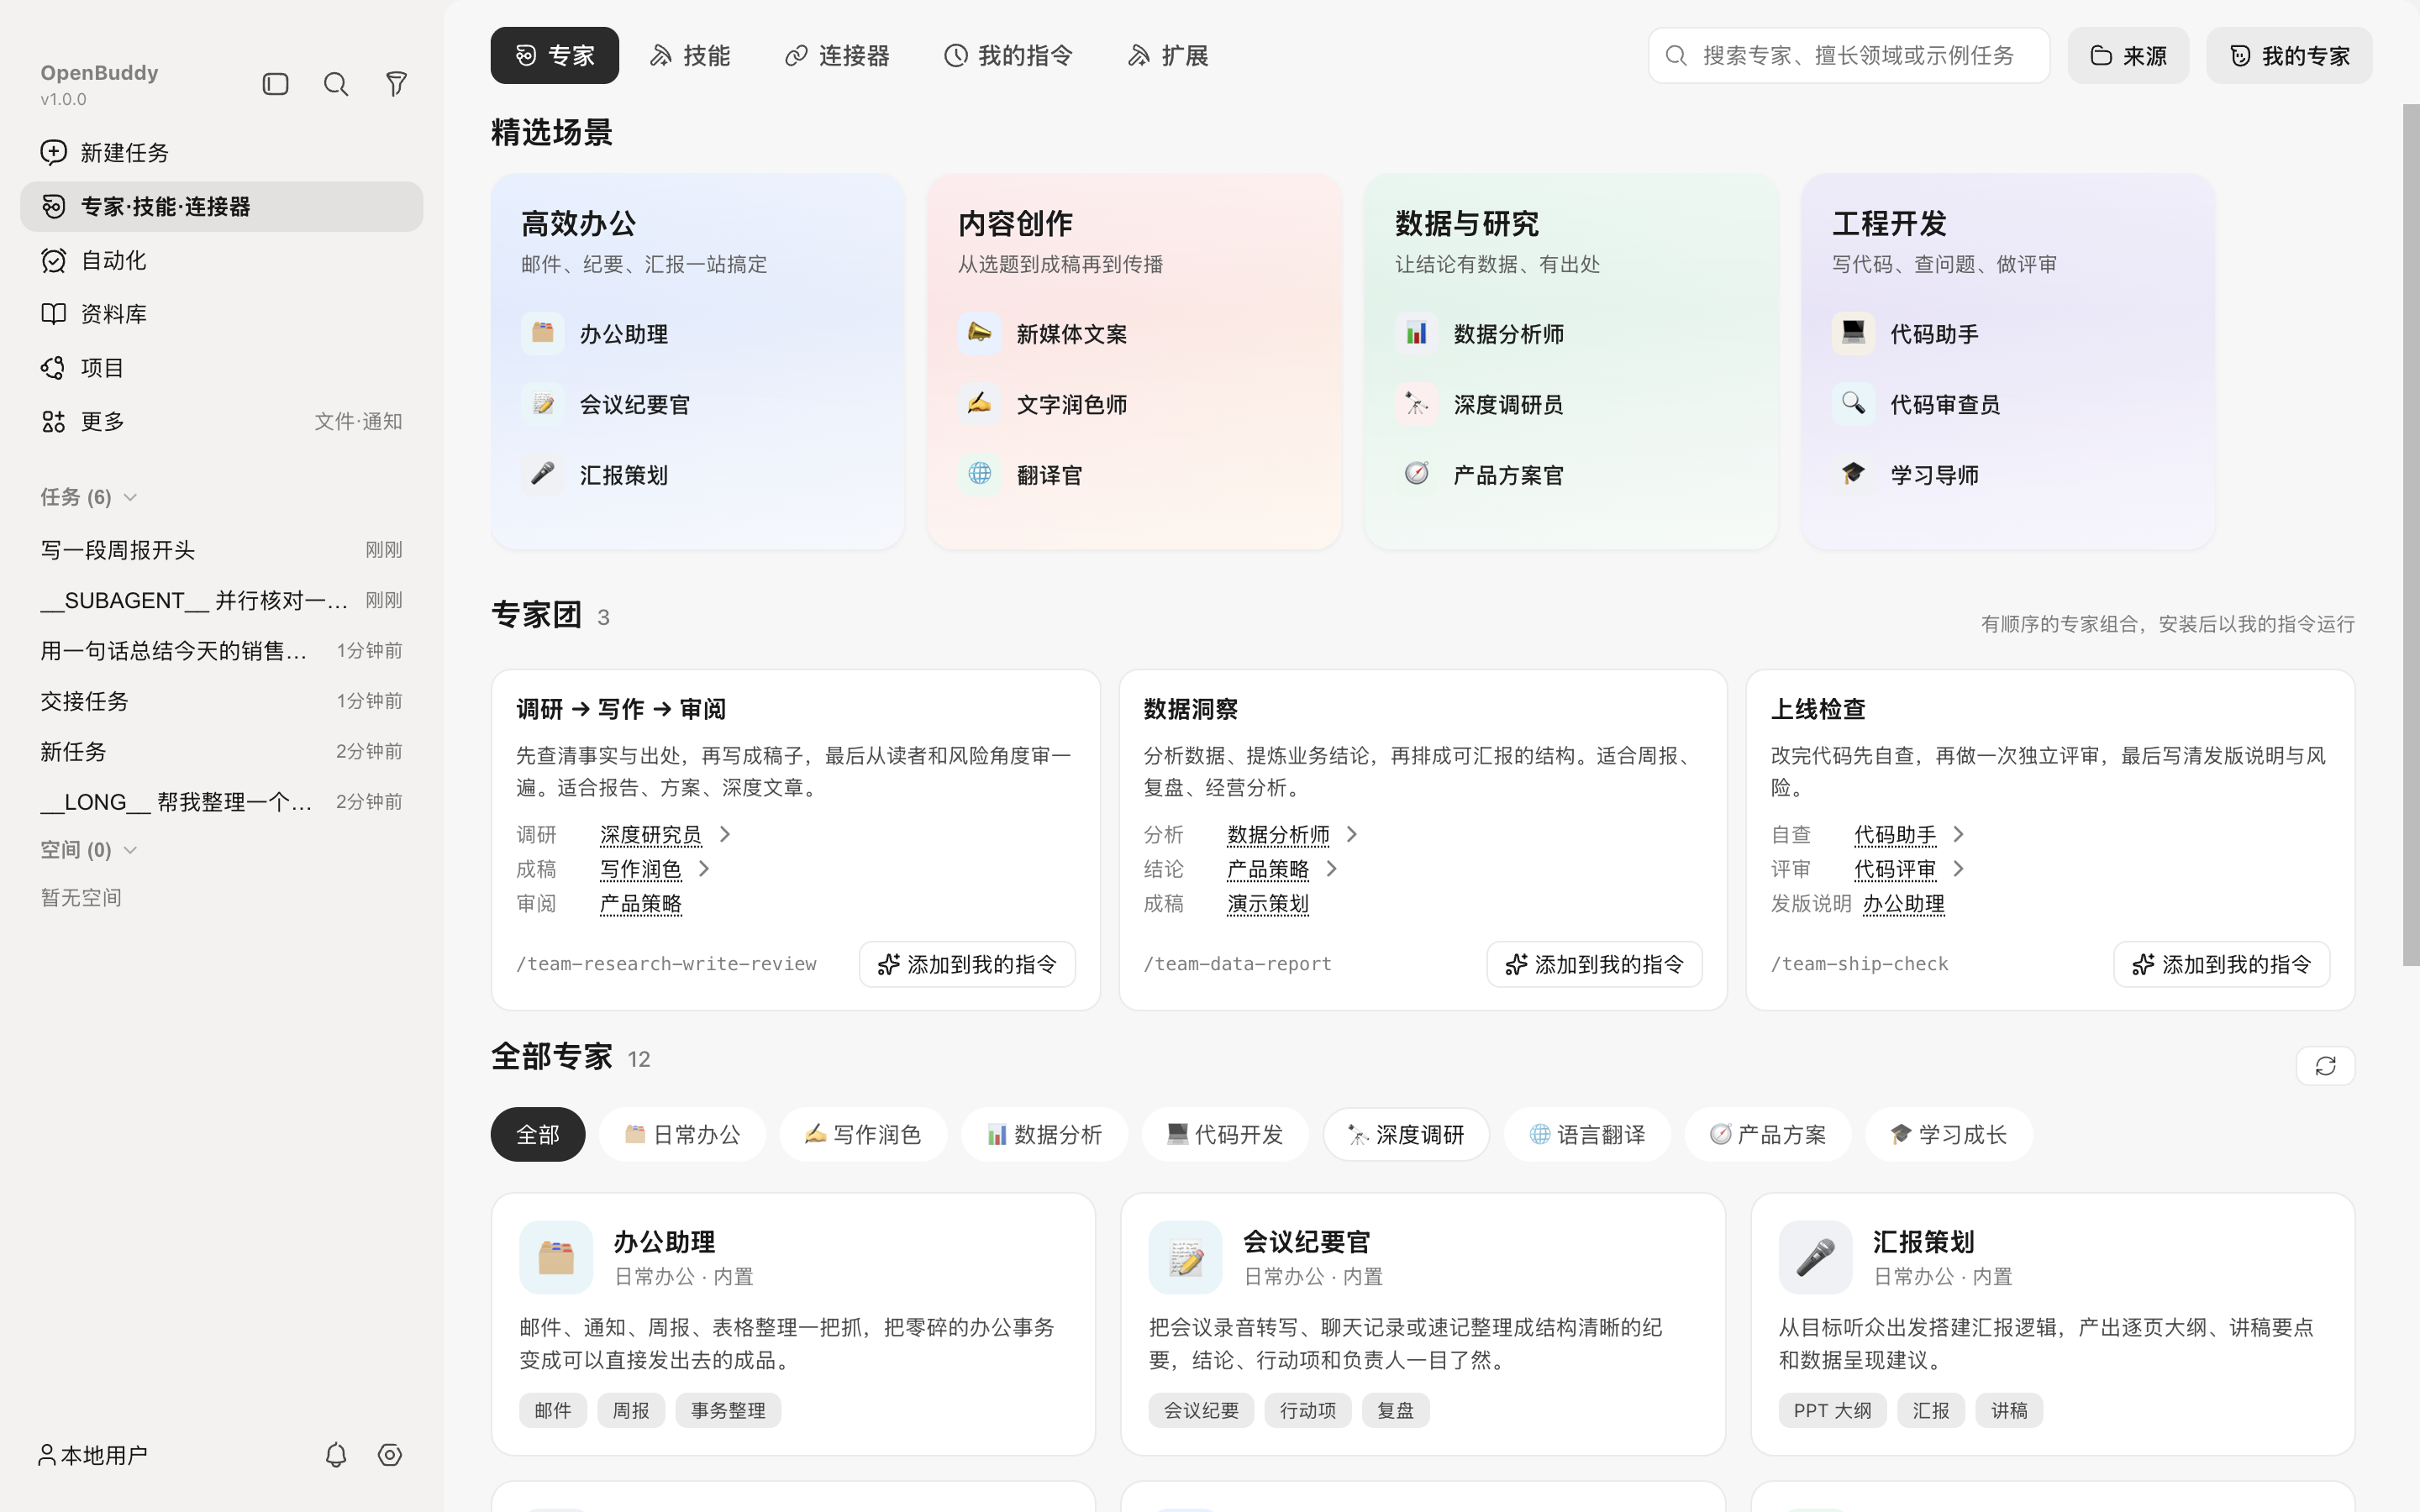 OpenBuddy
v1.0.0
新建任务
专家·技能·连接器
自动化
资料库
项目
更多 文件·通知
任务 (6)
写一段周报开头 刚刚
__SUBAGENT__ 并行核对一… 刚刚
用一句话总结今天的销售… 1分钟前
交接任务 1分钟前
新任务 2分钟前
__LONG__ 帮我整理一个… 2分钟前
空间 (0)
暂无空间
本地用户
专家 技能 连接器 我的指令 扩展 搜索专家、擅长领域或示例任务 来源 我的专家
精选场景
高效办公
邮件、纪要、汇报一站搞定
办公助理
会议纪要官
汇报策划
内容创作
从选题到成稿再到传播
新媒体文案
文字润色师
翻译官
数据与研究
让结论有数据、有出处
数据分析师
深度调研员
产品方案官
工程开发
写代码、查问题、做评审
代码助手
代码审查员
学习导师
专家团 3
有顺序的专家组合，安装后以我的指令运行
调研 → 写作 → 审阅
先查清事实与出处，再写成稿子，最后从读者和风险角度审一
遍。适合报告、方案、深度文章。
调研 深度研究员
成稿 写作润色
审阅 产品策略
/team-research-write-review 添加到我的指令
数据洞察
分析数据、提炼业务结论，再排成可汇报的结构。适合周报、
复盘、经营分析。
分析 数据分析师
结论 产品策略
成稿 演示策划
/team-data-report 添加到我的指令
上线检查
改完代码先自查，再做一次独立评审，最后写清发版说明与风
险。
自查 代码助手
评审 代码评审
发版说明 办公助理
/team-ship-check 添加到我的指令
全部专家 12
全部 日常办公 写作润色 数据分析 代码开发 深度调研 语言翻译 产品方案 学习成长
办公助理
日常办公 · 内置
邮件、通知、周报、表格整理一把抓，把零碎的办公事务
变成可以直接发出去的成品。
邮件 周报 事务整理
会议纪要官
日常办公 · 内置
把会议录音转写、聊天记录或速记整理成结构清晰的纪
要，结论、行动项和负责人一目了然。
会议纪要 行动项 复盘
汇报策划
日常办公 · 内置
从目标听众出发搭建汇报逻辑，产出逐页大纲、讲稿要点
和数据呈现建议。
PPT 大纲 汇报 讲稿